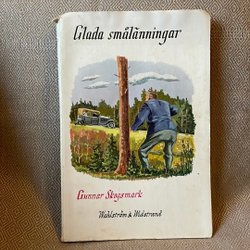 Glada smålänningar
Gunnar Skogsmark
Wahlström & Widstrand